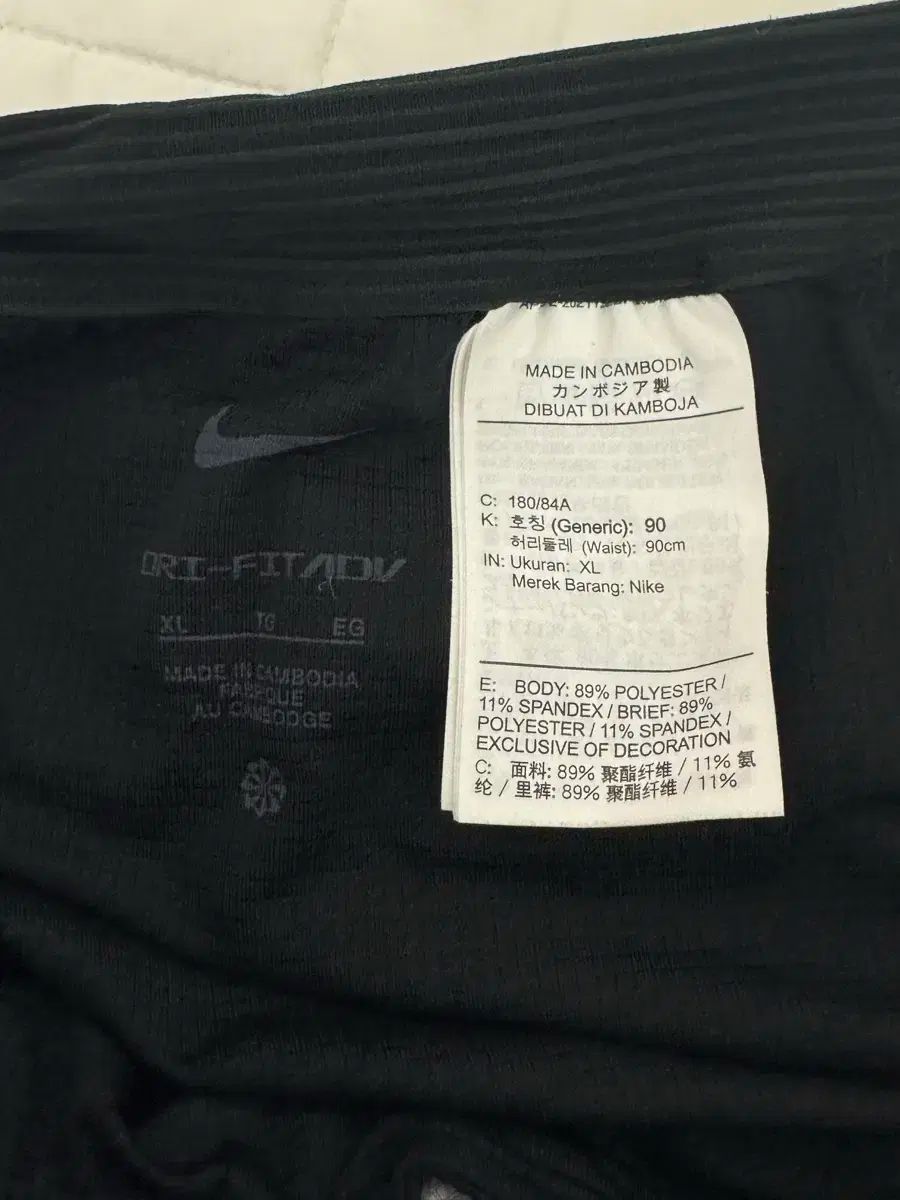 DRI-FIT ADV
XL TG EG
MADE IN CAMBODIA
FABRIQUÉ
AU CAMBODGE
MADE IN CAMBODIA
カンボジア製
DIBUAT DI KAMBOJA
C: 180/84A
K: 호칭 (Generic): 90
허리둘레 (Waist): 90cm
IN: Ukuran: XL
Merek Barang: Nike
E: BODY: 89% POLYESTER /
11% SPANDEX / BRIEF: 89%
POLYESTER / 11% SPANDEX /
EXCLUSIVE OF DECORATION
C: 面料: 89% 聚酯纤维 / 11% 氨
纶 / 里裤: 89% 聚酯纤维 / 11%